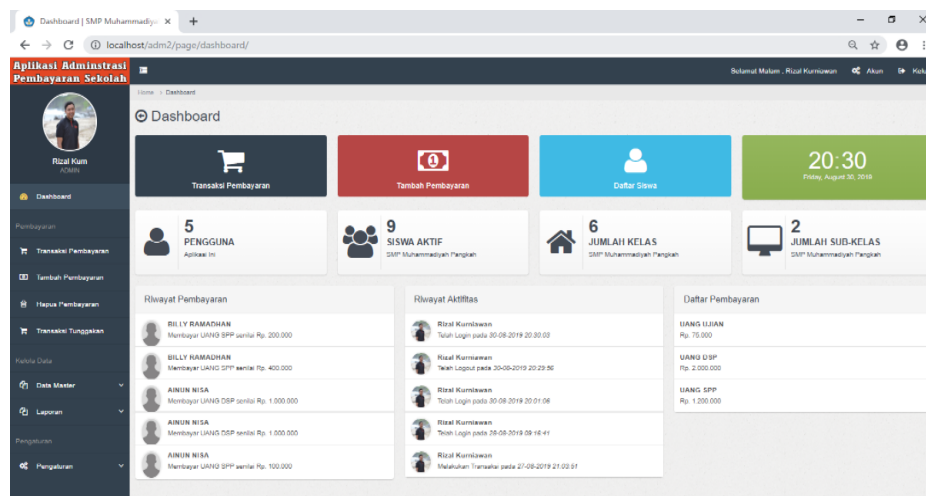 Dashboard | SMP Muhammadiya
localhost/adm2/page/dashboard/
Aplikasi Adminstrasi
Pembayaran Sekolah
Selamat Malam , Rizal Kurniawan
Akun
Kelu
Rizal Kurn
ADMIN
Dashboard
Pembayaran
Transaksi Pembayaran
Tambah Pembayaran
Hapus Pembayaran
Transaksi Tunggakan
Kelola Data
Data Master
Laporan
Pengaturan
Pengaturan
Home > Dashboard
Dashboard
Transaksi Pembayaran
1
Tambah Pembayaran
Daftar Siswa
20:30
Friday, August 30, 2019
5
PENGGUNA
Aplikasi Ini
9
SISWA AKTIF
SMP Muhammadiyah Pangkah
6
JUMLAH KELAS
SMP Muhammadiyah Pangkah
2
JUMLAH SUB-KELAS
SMP Muhammadiyah Pangkah
Riwayat Pembayaran
BILLY RAMADHAN
Membayar UANG SPP senilai Rp. 200.000
BILLY RAMADHAN
Membayar UANG SPP senilai Rp. 400.000
AINUN NISA
Membayar UANG DSP senilai Rp. 1.000.000
AINUN NISA
Membayar UANG DSP senilai Rp. 1.000.000
AINUN NISA
Membayar UANG SPP senilai Rp. 100.000
Riwayat Aktifitas
Rizal Kurniawan
Telah Login pada 30-08-2019 20:30:03
Rizal Kurniawan
Telah Logout pada 30-08-2019 20:29:56
Rizal Kurniawan
Telah Login pada 30-08-2019 20:01:06
Rizal Kurniawan
Telah Login pada 29-08-2019 09:16:41
Rizal Kurniawan
Melakukan Transaksi pada 27-08-2019 21:03:51
Daftar Pembayaran
UANG UJIAN
Rp. 75.000
UANG DSP
Rp. 2.000.000
UANG SPP
Rp. 1.200.000